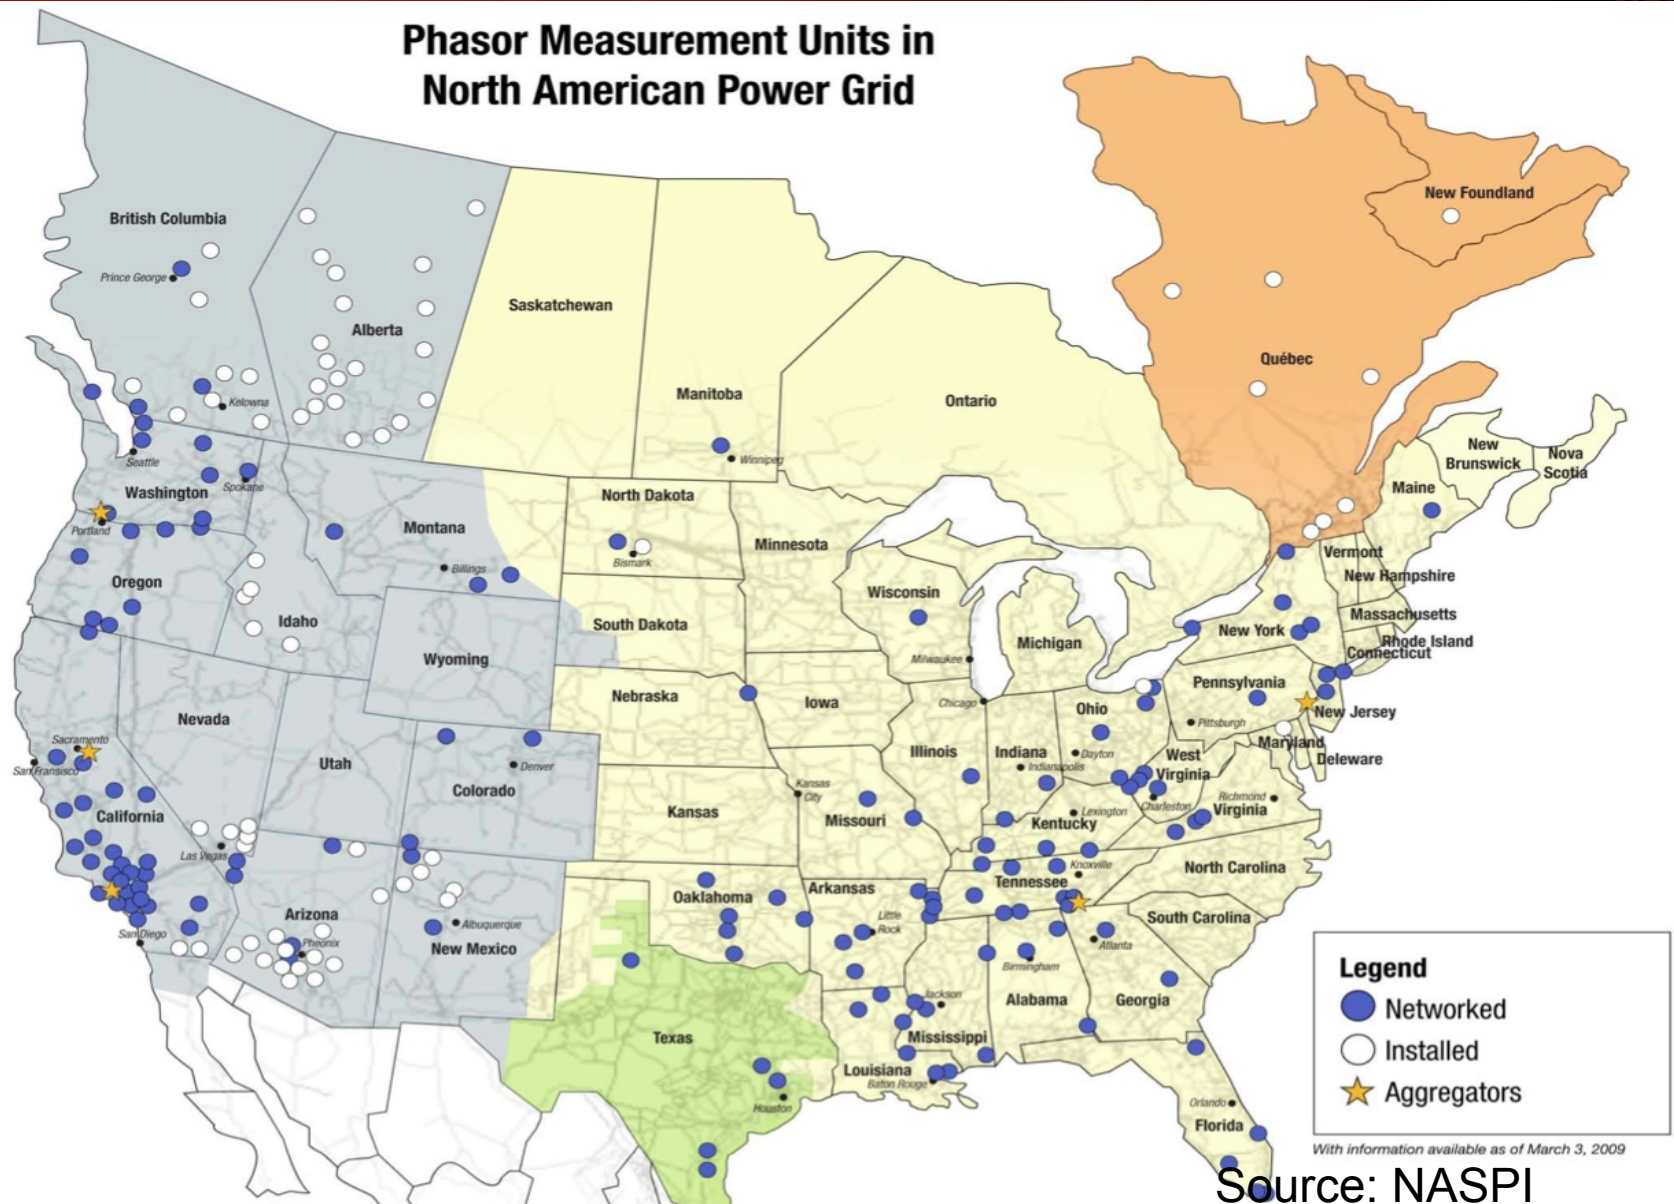 Phasor Measurement Units in
North American Power Grid
British Columbia
New Foundland
Prince George
Saskatchewan
Alberta
Québec
Manitoba
Ontario
Kelowna
New
Brunswick
Nova
Scotia
Seattle
Winnipeg
Spokane
Washington
North Dakota
Maine
Portland
Montana
Minnesota
Vermont
Bismark
Billings
New Hampshire
Oregon
Wisconsin
Massachusetts
Idaho
South Dakota
New York
Rhode Island
Michigan
Connecticut
Wyoming
Milwaukee
Pennsylvania
Nebraska
Iowa
Chicago
Ohio
New Jersey
Nevada
Pittsburgh
Sacramento
Maryland
Illinois
Indiana
Dayton
West
Virginia
Deleware
San Fransisco
Utah
Denver
Indianapolis
Colorado
Kansas
City
Charleston
Richmond
California
Kansas
Missouri
Lexington
Virginia
Kentucky
Las Vegas
Knoxville
North Carolina
Tennessee
Arkansas
Oklahoma
Arizona
Little
Rock
South Carolina
Albuquerque
San Diego
Pheonix
New Mexico
Atlanta
Birmingham
Legend
Jackson
Alabama
Georgia
Networked
Texas
Mississippi
Installed
Louisiana
Baton Rouge
Aggregators
Houston
Orlando
Florida
With information available as of March 3, 2009
Source: NASPI